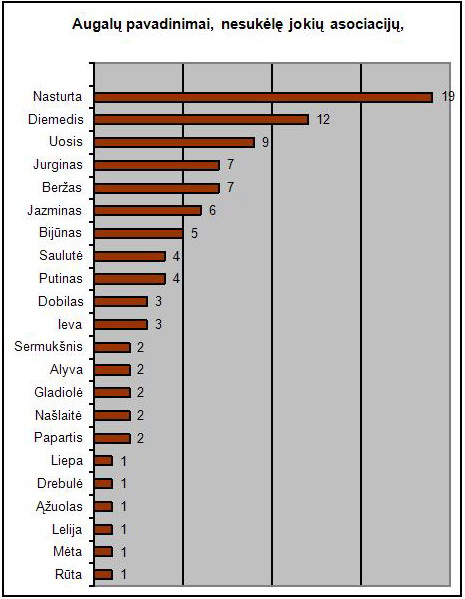 Augalų pavadinimai, nesukėlę jokių asociacijų,
Nasturta 19
Diemedis 12
Uosis 9
Jurginas 7
Beržas 7
Jazminas 6
Bijūnas 5
Saulutė 4
Putinas 4
Dobilas 3
Ieva 3
Sermukšnis 2
Alyva 2
Gladiolė 2
Našlaitė 2
Papartis 2
Liepa 1
Drebulė 1
Ąžuolas 1
Lelija 1
Mėta 1
Rūta 1